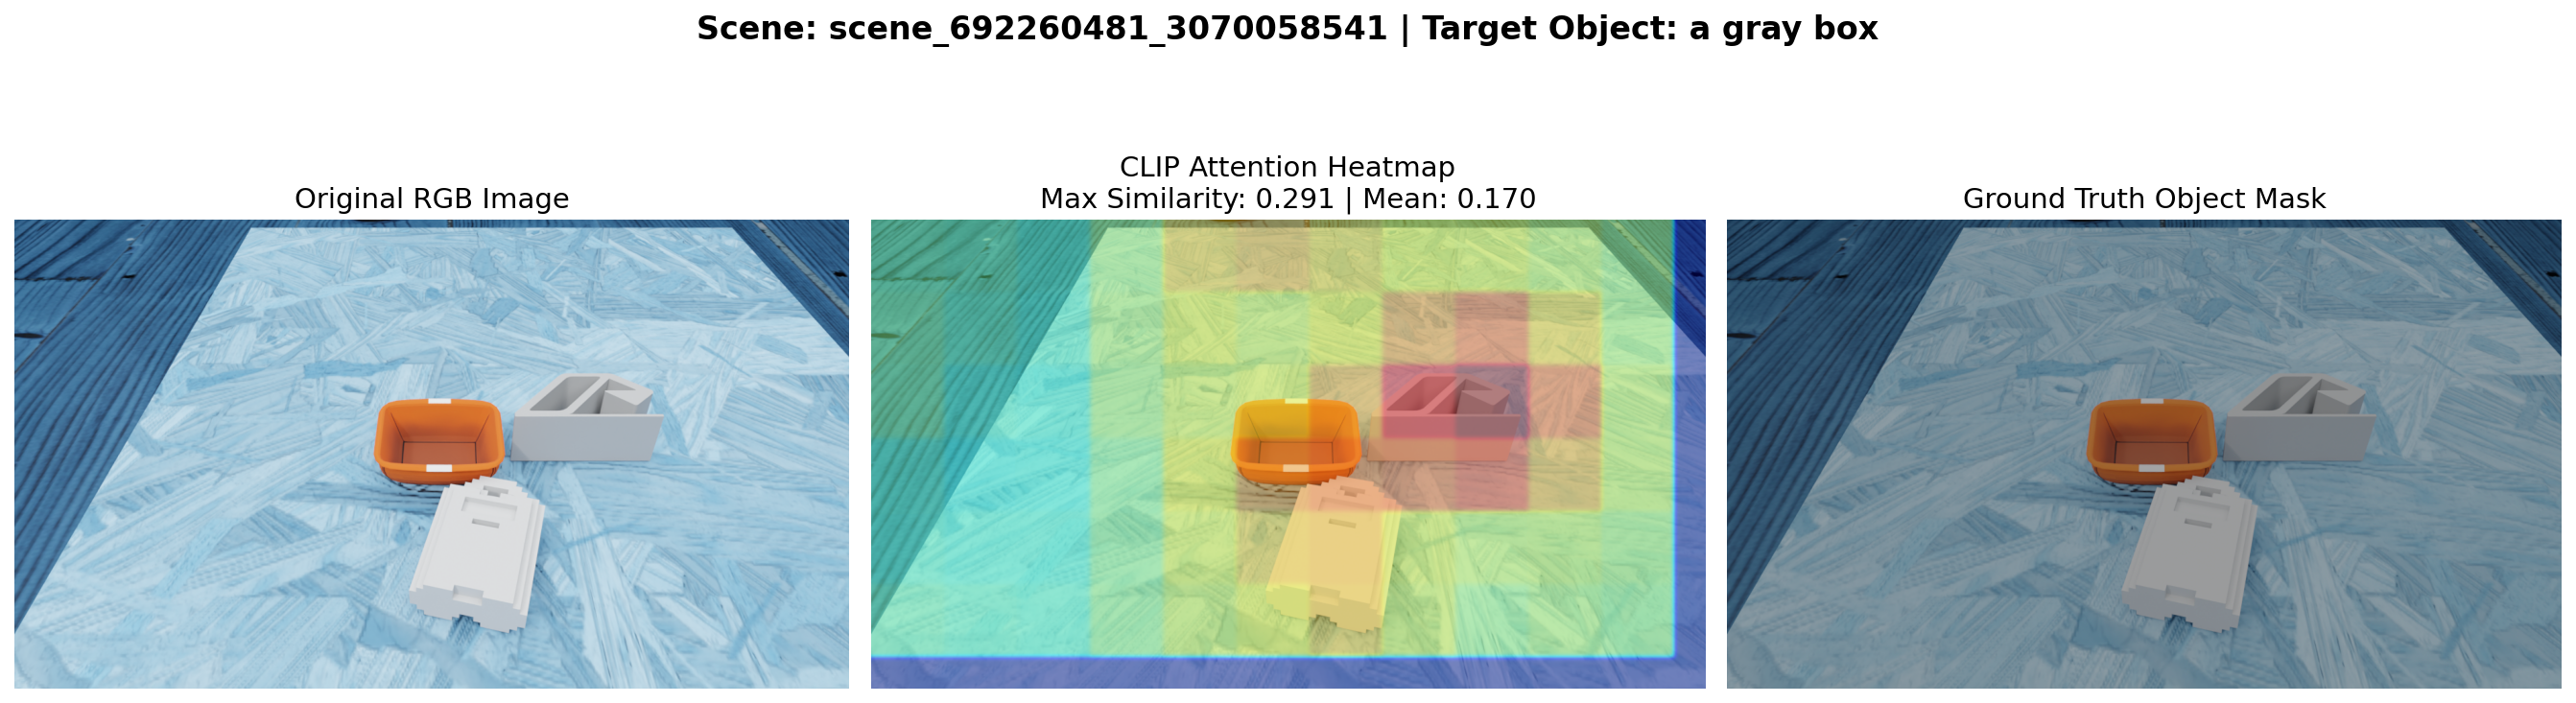 Scene: scene_692260481_3070058541 | Target Object: a gray box
Original RGB Image
CLIP Attention Heatmap
Max Similarity: 0.291 | Mean: 0.170
Ground Truth Object Mask